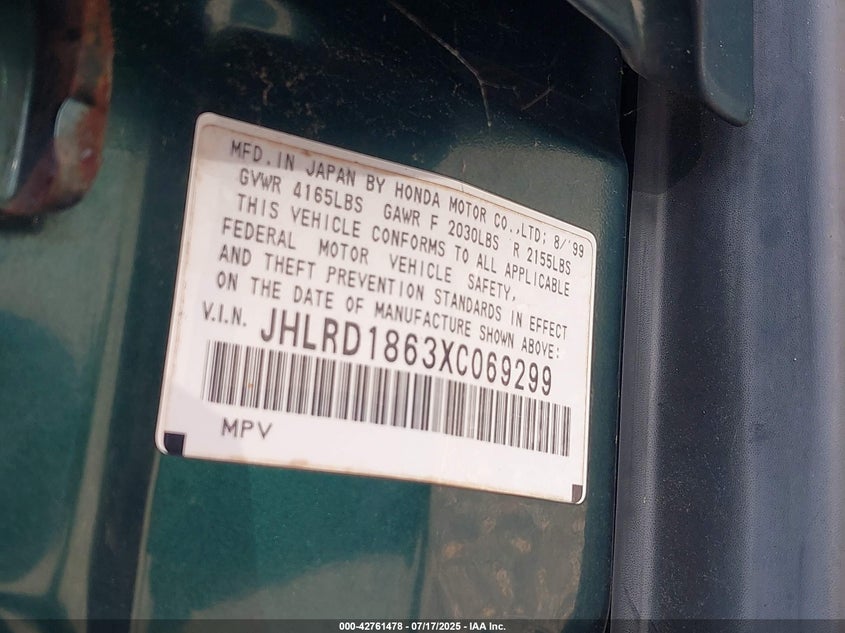 MFD.IN JAPAN BY HONDA MOTOR CO.,LTD; 8/'99
GVWR 4165LBS GAWR F 2030LBS R 2155LBS
THIS VEHICLE CONFORMS TO ALL APPLICABLE
FEDERAL MOTOR VEHICLE SAFETY,
AND THEFT PREVENTION STANDARDS IN EFFECT
ON THE DATE OF MANUFACTURE SHOWN ABOVE:
V.I.N. JHLRD1863XC069299
MPV
000-42761478 - 07/17/2025 - IAA Inc.